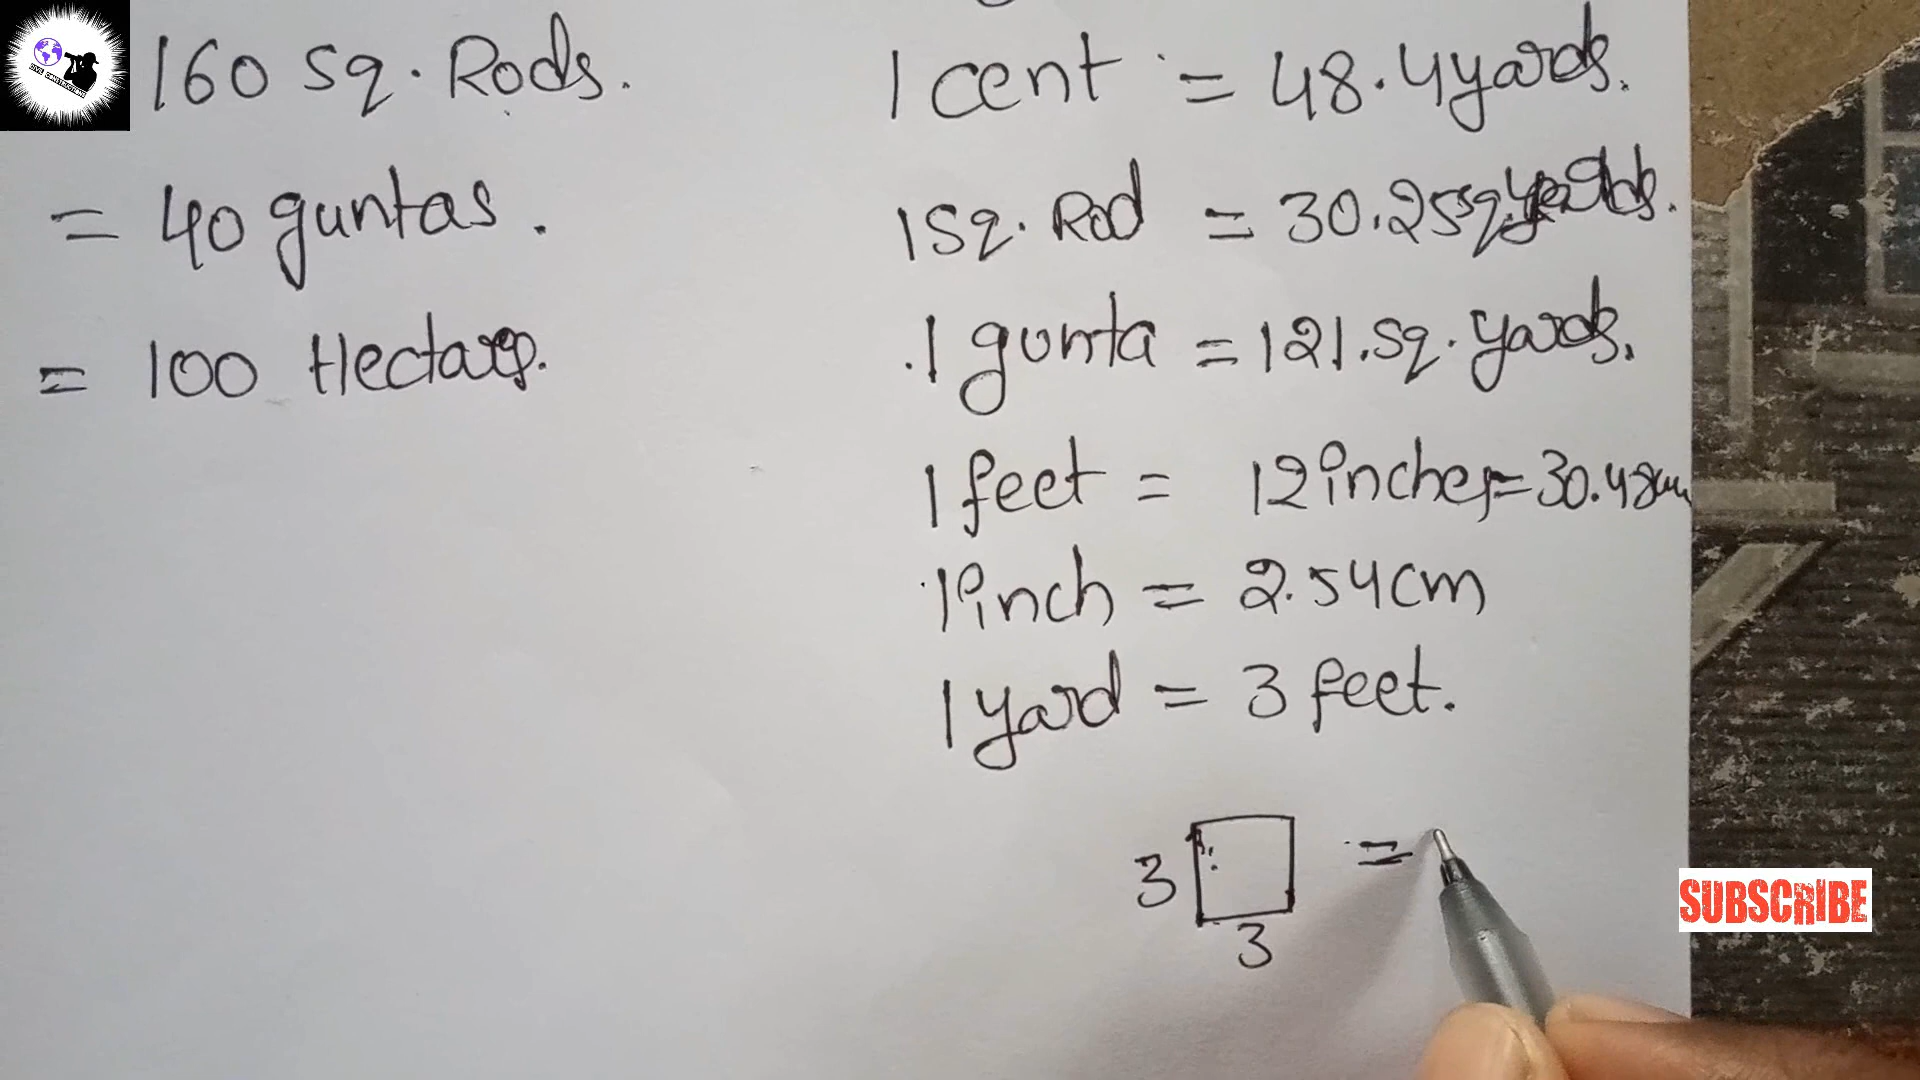 160 Sq. Rods.
= 40 guntas.
= 100 Hectares.
1 cent = 48.4 yards.
1 Sq. Rod = 30.25 sq. yards.
1 gunta = 121. Sq. yards.
1 feet = 12 inches = 30.48cm
1 inch = 2.54 cm
1 yard = 3 feet.
3
=
3
SUBSCRIBE